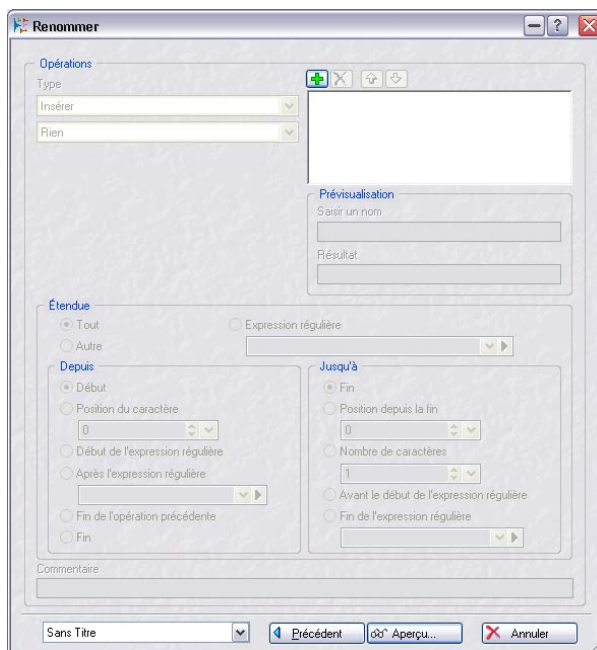 Renommer
Opérations
Type
Insérer
Rien
Prévisualisation
Saisir un nom
Résultat
Étendue
Tout
Expression régulière
Autre
Depuis
Début
Position du caractère
0
Début de l'expression régulière
Après l'expression régulière
Fin de l'opération précédente
Fin
Jusqu'à
Fin
Position depuis la fin
0
Nombre de caractères
1
Avant le début de l'expression régulière
Fin de l'expression régulière
Commentaire
Sans Titre
Précédent
Aperçu...
Annuler